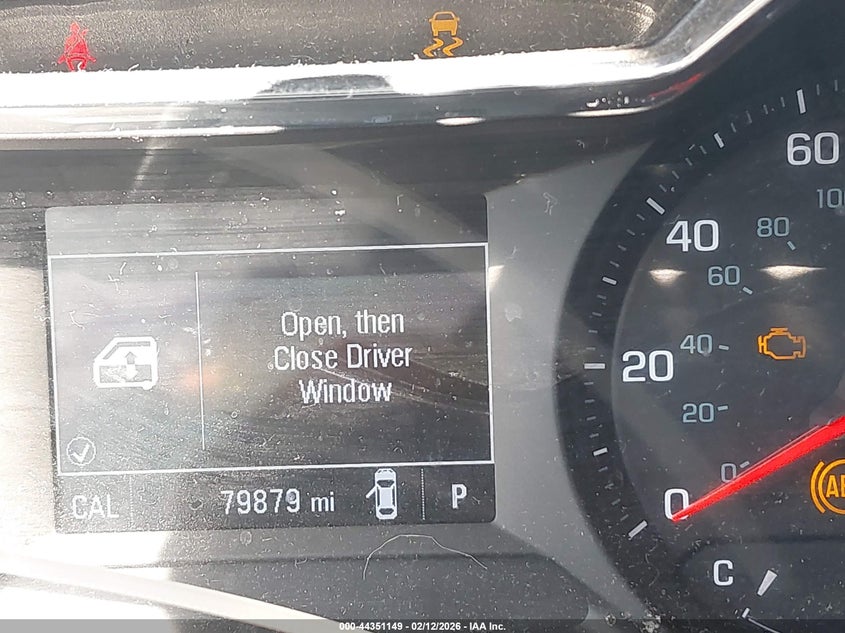 Open, then
Close Driver
Window
CAL 79879 mi P
60
40
20
0
80
60
40
20
0
C
000-44351149 - 02/12/2026 - IAA Inc.